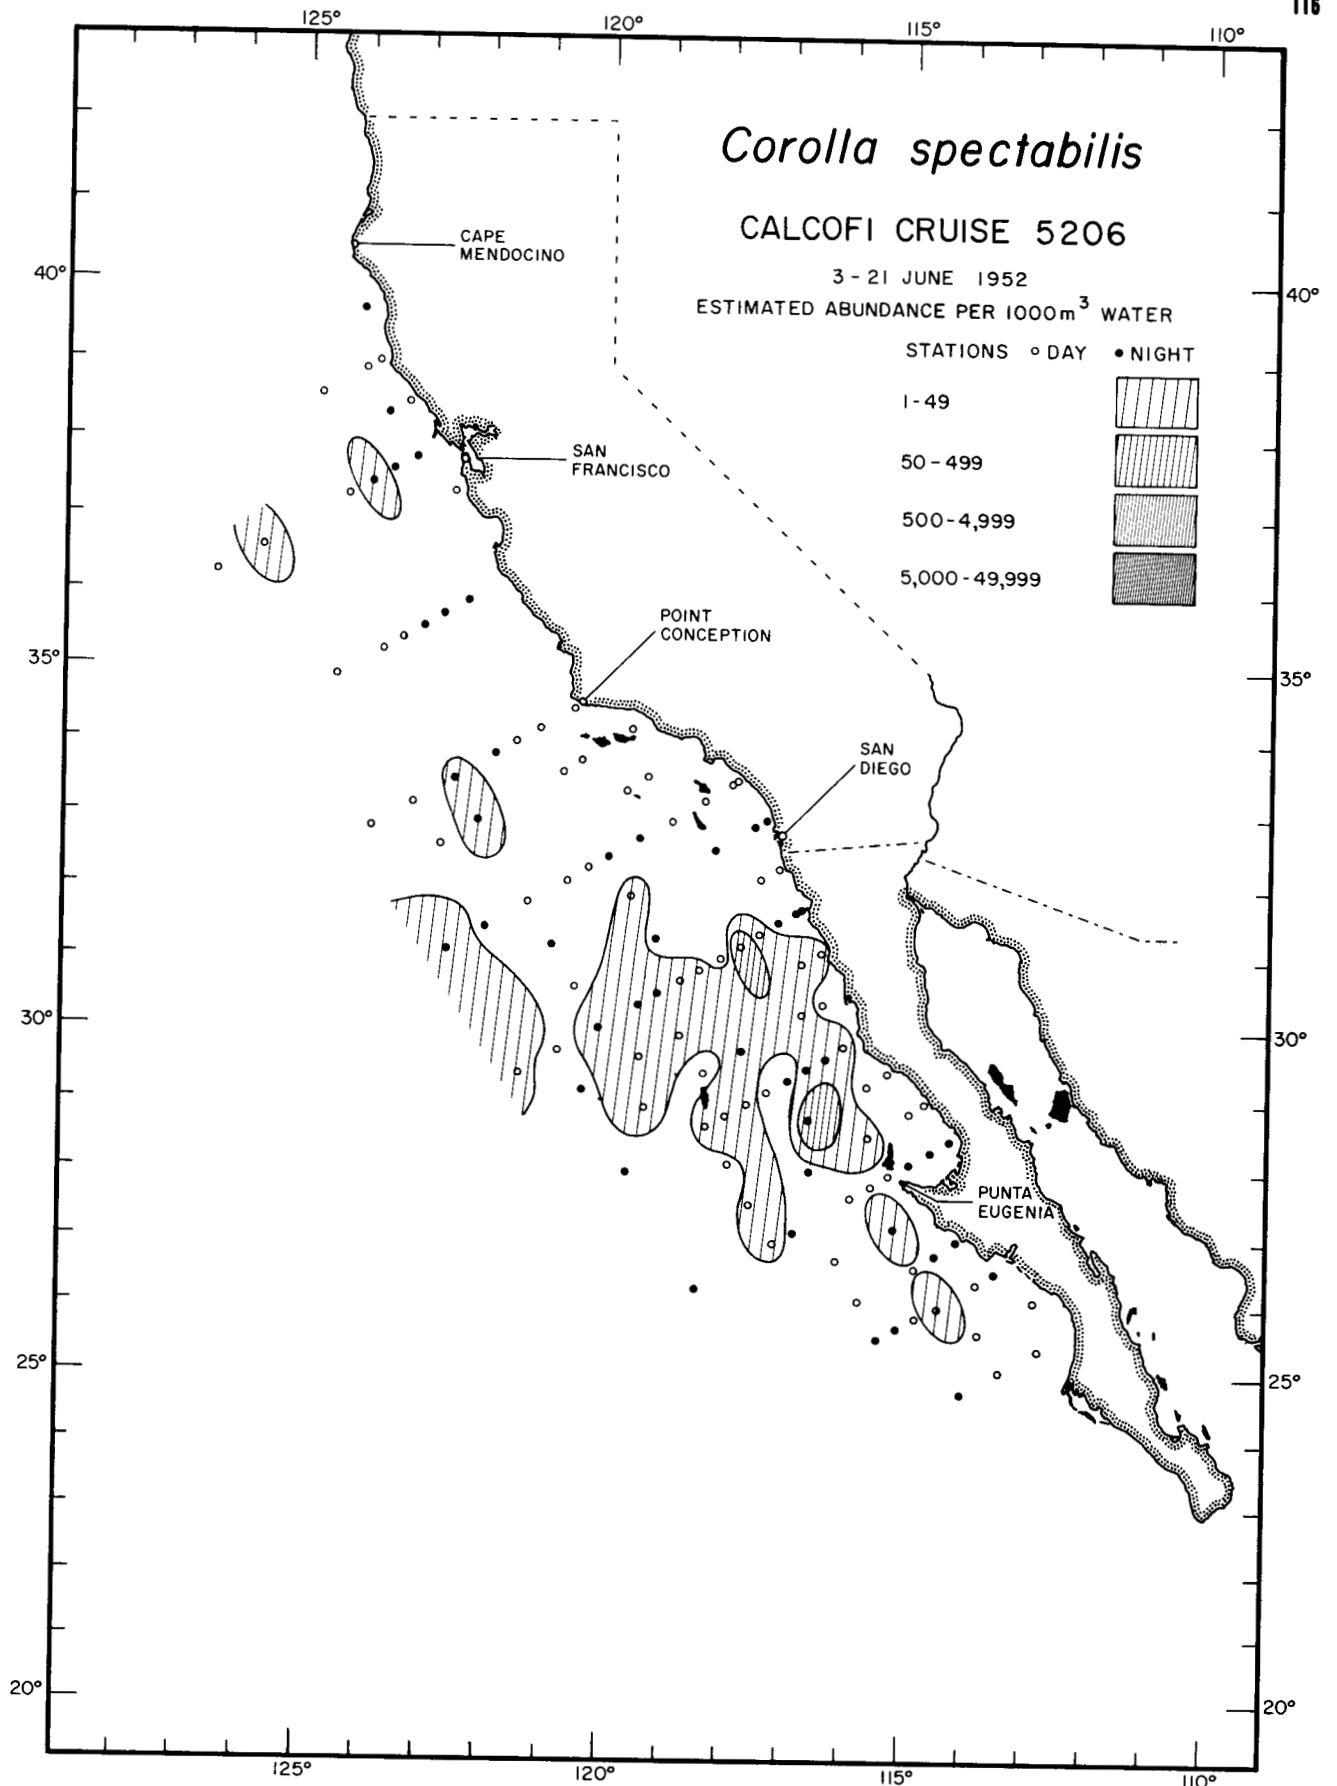 116
125° 120° 115° 110°
Corolla spectabilis
CALCOFI CRUISE 5206
3-21 JUNE 1952
ESTIMATED ABUNDANCE PER 1000m³ WATER
STATIONS ○ DAY ● NIGHT
1-49
50-499
500-4,999
5,000-49,999
CAPE
MENDOCINO
40° 40°
SAN
FRANCISCO
POINT
CONCEPTION
35° 35°
SAN
DIEGO
30° 30°
PUNTA
EUGENIA
25° 25°
20° 20°
125° 120° 115° 110°